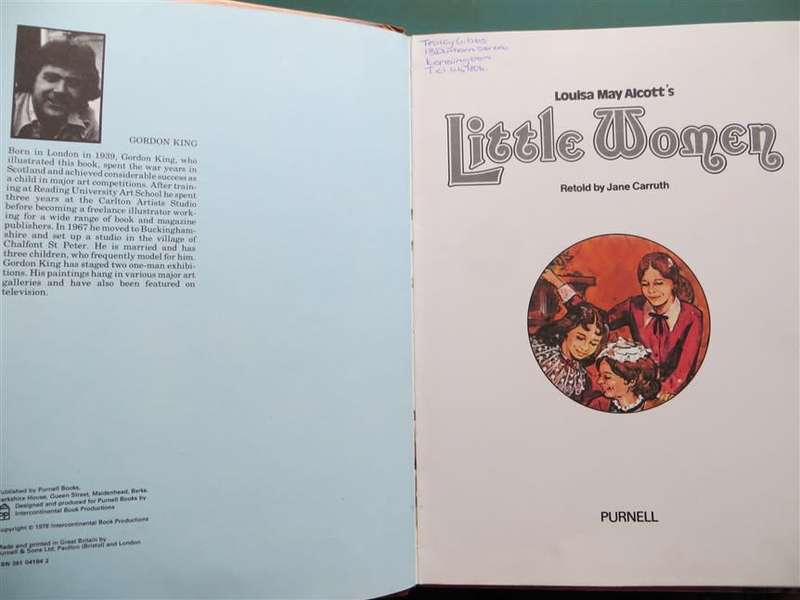 GORDON KING
Born in London in 1939, Gordon King, who
illustrated this book, spent the war years in
Scotland and achieved considerable success as
a child in major art competitions. After train-
ing at Reading University Art School he spent
three years at the Carlton Artists Studio
before becoming a freelance illustrator work-
ing for a wide range of book and magazine
publishers. In 1967 he moved to Buckingham-
shire and set up a studio in the village of
Chalfont St Peter. He is married and has
three children, who frequently model for him.
Gordon King has staged two one-man exhibi-
tions. His paintings hang in various major art
galleries and have also been featured on
television.
Published by Purnell Books,
Berkshire House, Queen Street, Maidenhead, Berks.
Designed and produced for Purnell Books by
Intercontinental Book Productions
Copyright © 1978 Intercontinental Book Productions
Made and printed in Great Britain by
Purnell & Sons Ltd, Paulton (Bristol) and London
SBN 361 04184 2
Kensington
Louisa May Alcott's
Little Women
Retold by Jane Carruth
PURNELL